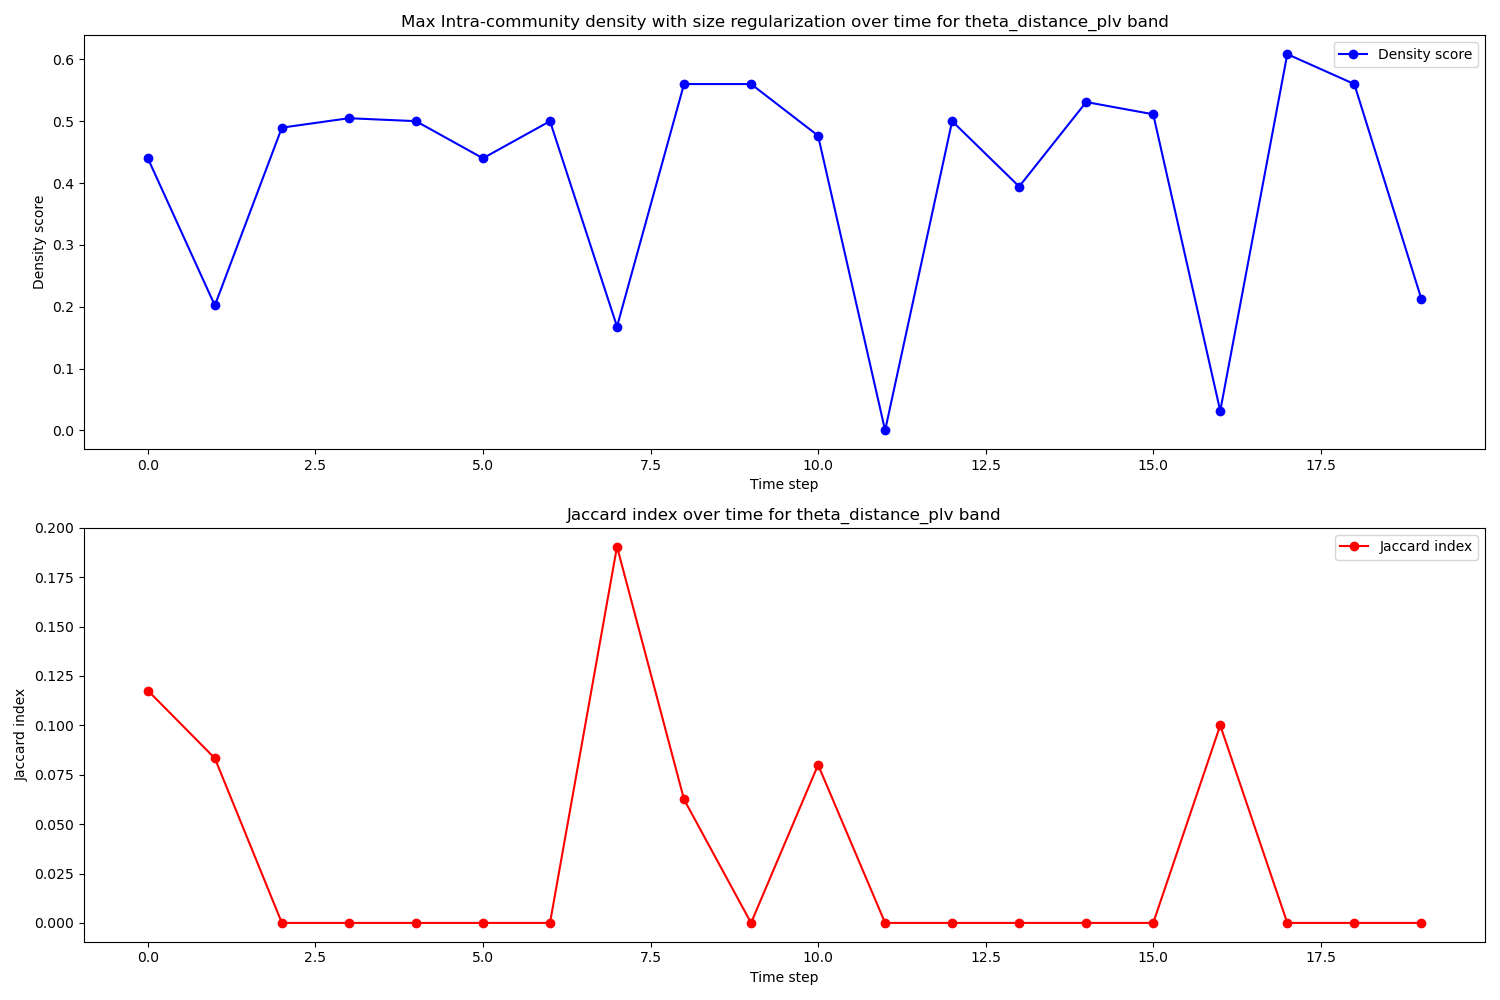 Max Intra-community density with size regularization over time for theta_distance_plv band
Density score
0.6
0.5
0.4
0.3
0.2
0.1
0.0
Density score
0.0 2.5 5.0 7.5 10.0 12.5 15.0 17.5
Time step
Jaccard index over time for theta_distance_plv band
Jaccard index
0.200
0.175
0.150
0.125
0.100
0.075
0.050
0.025
0.000
Jaccard index
0.0 2.5 5.0 7.5 10.0 12.5 15.0 17.5
Time step